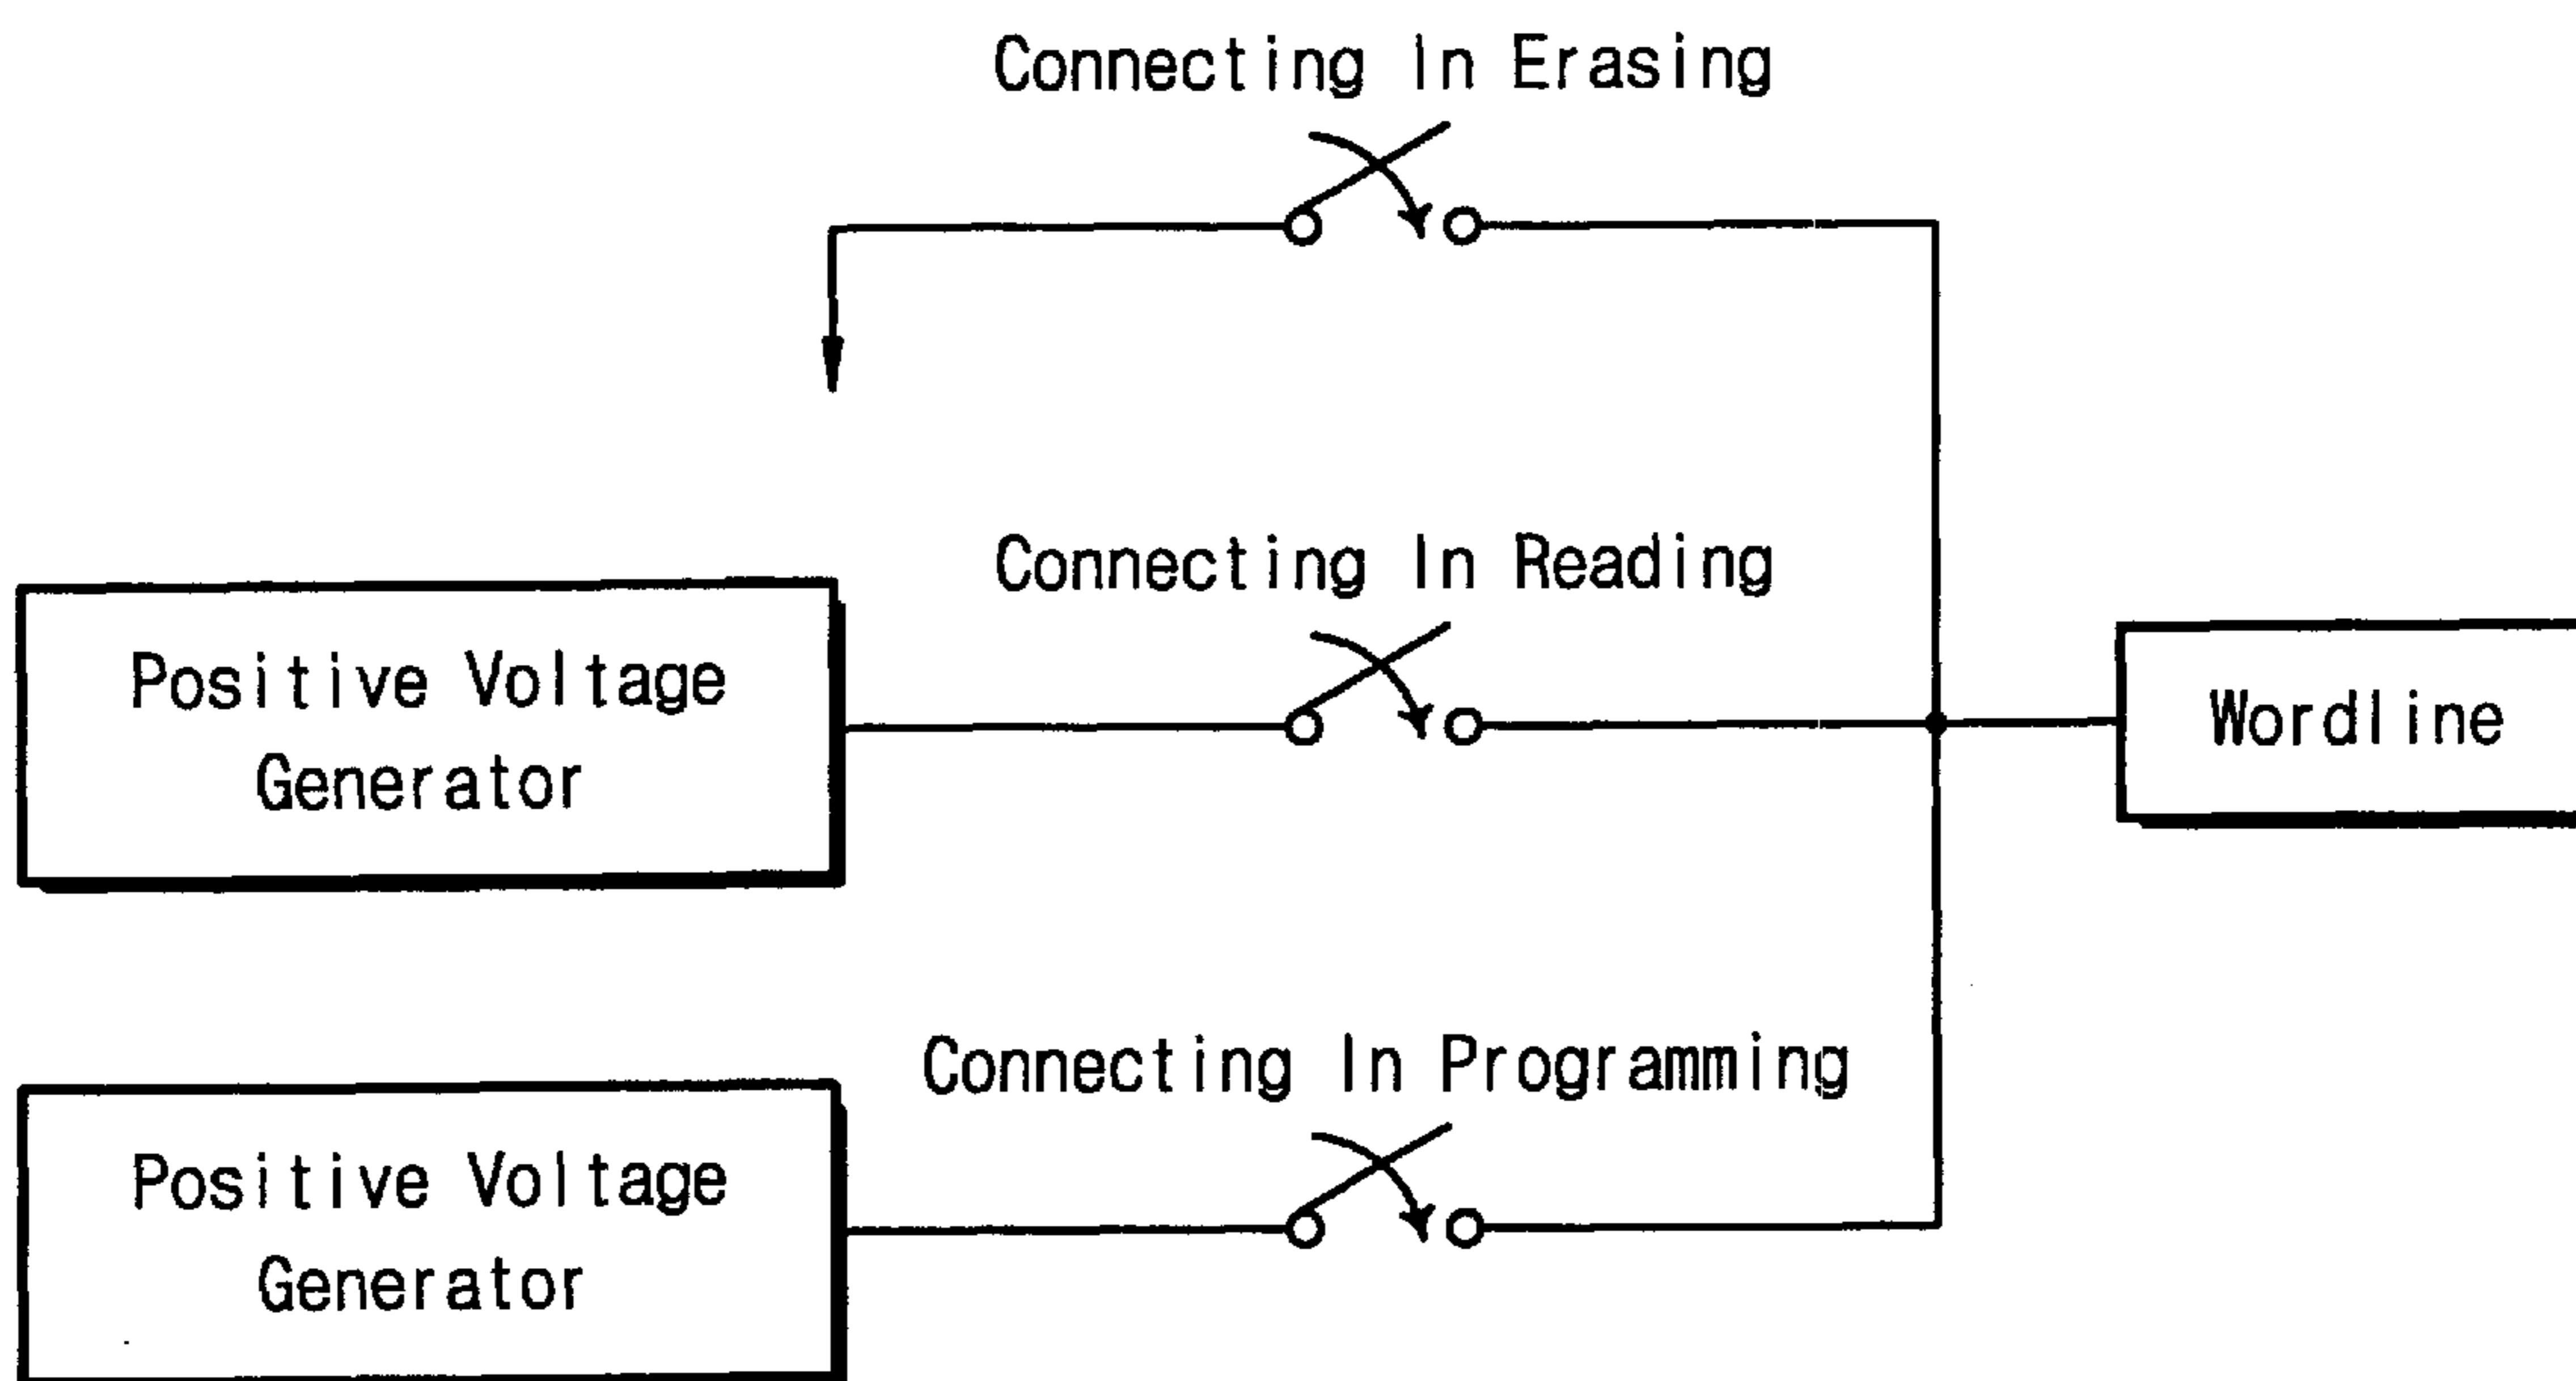 Connecting In Erasing
Connecting In Reading
Positive Voltage
Generator
Wordline
Connecting In Programming
Positive Voltage
Generator